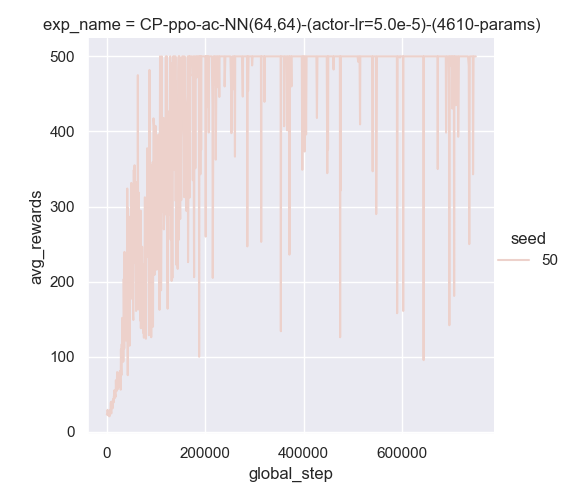 exp_name = CP-ppo-ac-NN(64,64)-(actor-lr=5.0e-5)-(4610-params)
500
400
300
200
100
0
avg_rewards
0 200000 400000 600000
global_step
seed
50